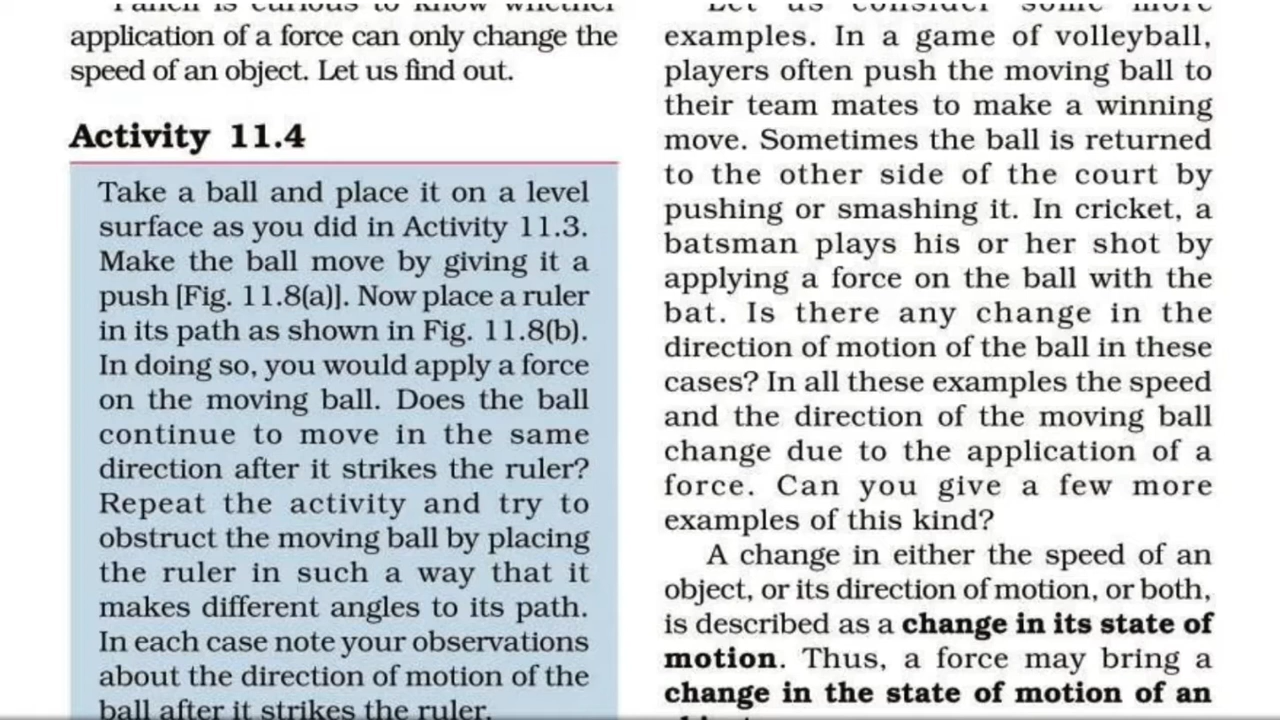 application of a force can only change the
speed of an object. Let us find out.
Activity 11.4
Take a ball and place it on a level
surface as you did in Activity 11.3.
Make the ball move by giving it a
push [Fig. 11.8(a)]. Now place a ruler
in its path as shown in Fig. 11.8(b).
In doing so, you would apply a force
on the moving ball. Does the ball
continue to move in the same
direction after it strikes the ruler?
Repeat the activity and try to
obstruct the moving ball by placing
the ruler in such a way that it
makes different angles to its path.
In each case note your observations
about the direction of motion of the
ball after it strikes the ruler.
Let us consider some more
examples. In a game of volleyball,
players often push the moving ball to
their team mates to make a winning
move. Sometimes the ball is returned
to the other side of the court by
pushing or smashing it. In cricket, a
batsman plays his or her shot by
applying a force on the ball with the
bat. Is there any change in the
direction of motion of the ball in these
cases? In all these examples the speed
and the direction of the moving ball
change due to the application of a
force. Can you give a few more
examples of this kind?
A change in either the speed of an
object, or its direction of motion, or both,
is described as a change in its state of
motion. Thus, a force may bring a
change in the state of motion of an